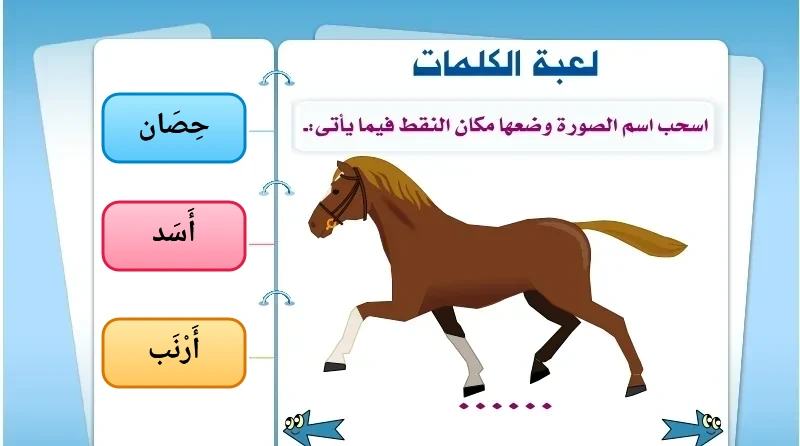 لعبة الكلمات
اسحب اسم الصورة وضعها مكان النقط فيما يأتى :ـ
حِصَان
أَسَد
أَرْنَب